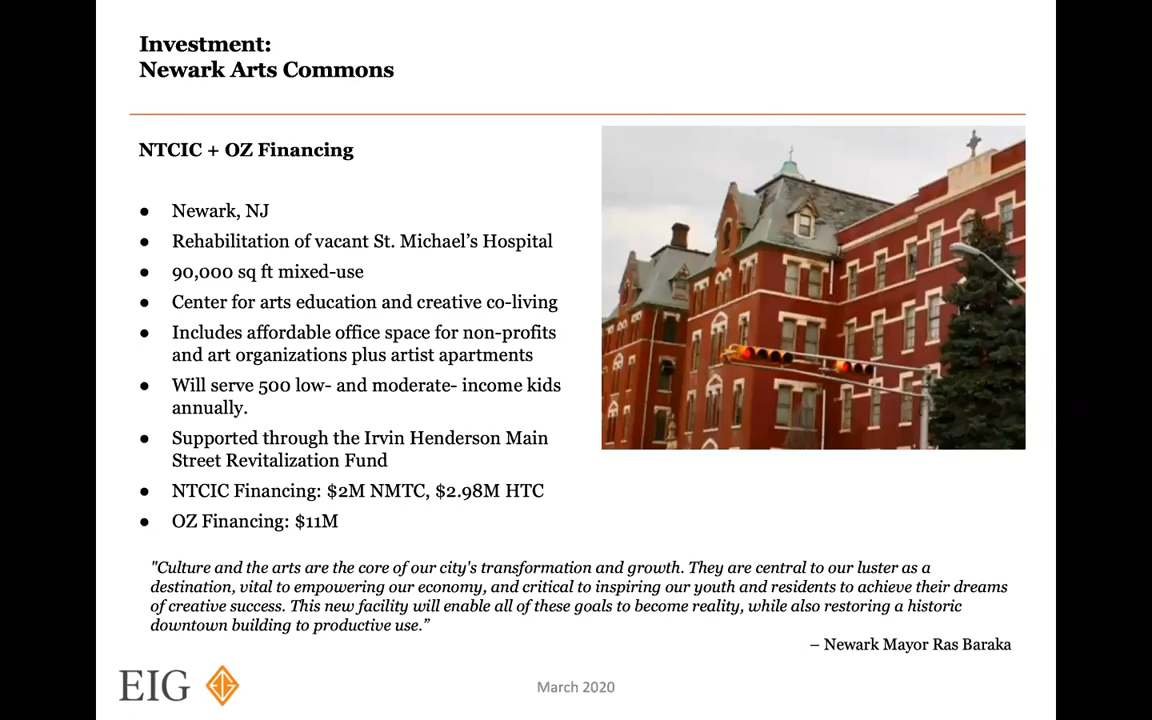 Investment:
Newark Arts Commons
NTCIC + OZ Financing
● Newark, NJ
● Rehabilitation of vacant St. Michael’s Hospital
● 90,000 sq ft mixed-use
● Center for arts education and creative co-living
● Includes affordable office space for non-profits
and art organizations plus artist apartments
● Will serve 500 low- and moderate- income kids
annually.
● Supported through the Irvin Henderson Main
Street Revitalization Fund
● NTCIC Financing: $2M NMTC, $2.98M HTC
● OZ Financing: $11M
"Culture and the arts are the core of our city's transformation and growth. They are central to our luster as a
destination, vital to empowering our economy, and critical to inspiring our youth and residents to achieve their dreams
of creative success. This new facility will enable all of these goals to become reality, while also restoring a historic
downtown building to productive use.”
– Newark Mayor Ras Baraka
EIG
March 2020